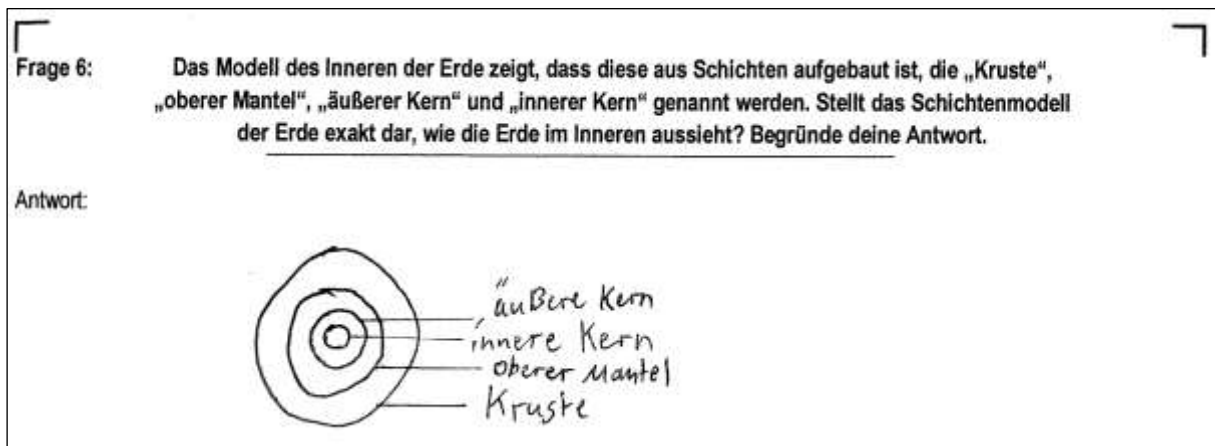 Frage 6: Das Modell des Inneren der Erde zeigt, dass diese aus Schichten aufgebaut ist, die „Kruste“,
„oberer Mantel“, „äußerer Kern“ und „innerer Kern“ genannt werden. Stellt das Schichtenmodell
der Erde exakt dar, wie die Erde im Inneren aussieht? Begründe deine Antwort.
Antwort:
äußere Kern
innere Kern
oberer Mantel
Kruste